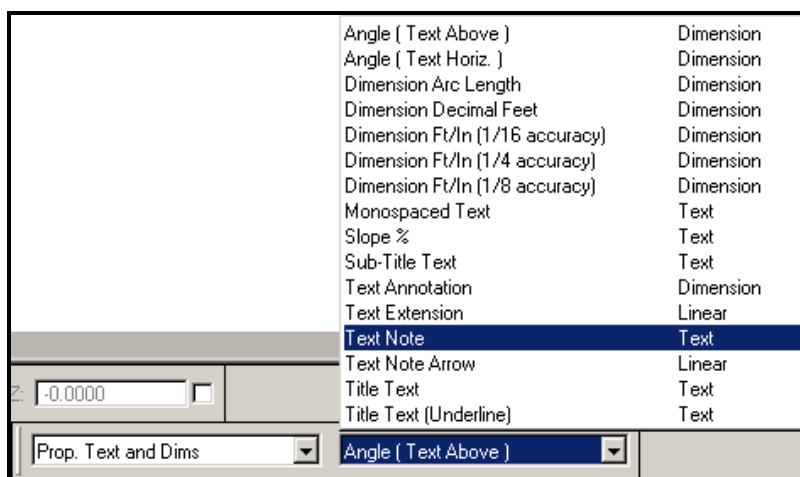 Angle ( Text Above ) Dimension
Angle ( Text Horiz. ) Dimension
Dimension Arc Length Dimension
Dimension Decimal Feet Dimension
Dimension Ft/In (1/16 accuracy) Dimension
Dimension Ft/In (1/4 accuracy) Dimension
Dimension Ft/In (1/8 accuracy) Dimension
Monospaced Text Text
Slope % Text
Sub-Title Text Text
Text Annotation Dimension
Text Extension Linear
Text Note Text
Text Note Arrow Linear
Title Text Text
Title Text (Underline) Text
Z: -0.0000
Prop. Text and Dims Angle ( Text Above )